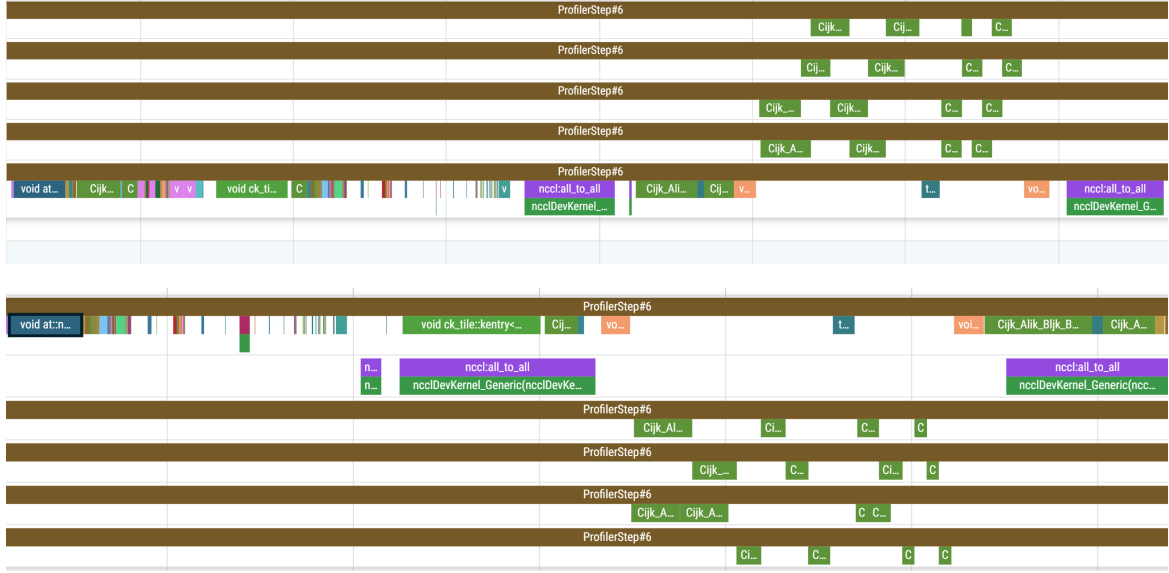 ProfilerStep#6
Cijk... Cij... C...
ProfilerStep#6
Cij... Cijk... C... C...
ProfilerStep#6
Cijk_... Cijk... C... C...
ProfilerStep#6
Cijk_A... Cijk... C... C...
ProfilerStep#6
void at... Cijk... C v v void ck_ti... C v nccl:all_to_all Cijk_Ali... Cij... v... t... vo... nccl:all_to_all
ncclDevKernel_... ncclDevKernel_G...
ProfilerStep#6
void at::n... void ck_tile::kentry<... Cij... vo... t... voi... Cijk_Alik_Bljk_B... Cijk_A...
n... nccl:all_to_all nccl:all_to_all
n... ncclDevKernel_Generic(ncclDevKe... ncclDevKernel_Generic(ncc...
ProfilerStep#6
Cijk_Al... Ci... C... C
ProfilerStep#6
Cijk_... C... Ci... C
ProfilerStep#6
Cijk_A... Cijk_A... C C...
ProfilerStep#6
Ci... C... C C